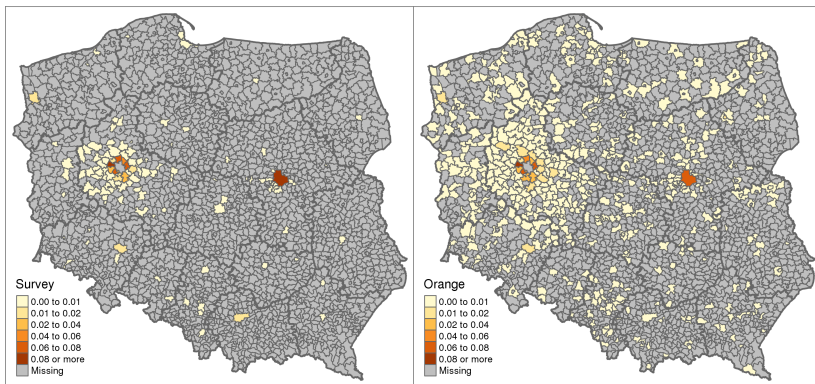 Survey
0.00 to 0.01
0.01 to 0.02
0.02 to 0.04
0.04 to 0.06
0.06 to 0.08
0.08 or more
Missing
Orange
0.00 to 0.01
0.01 to 0.02
0.02 to 0.04
0.04 to 0.06
0.06 to 0.08
0.08 or more
Missing